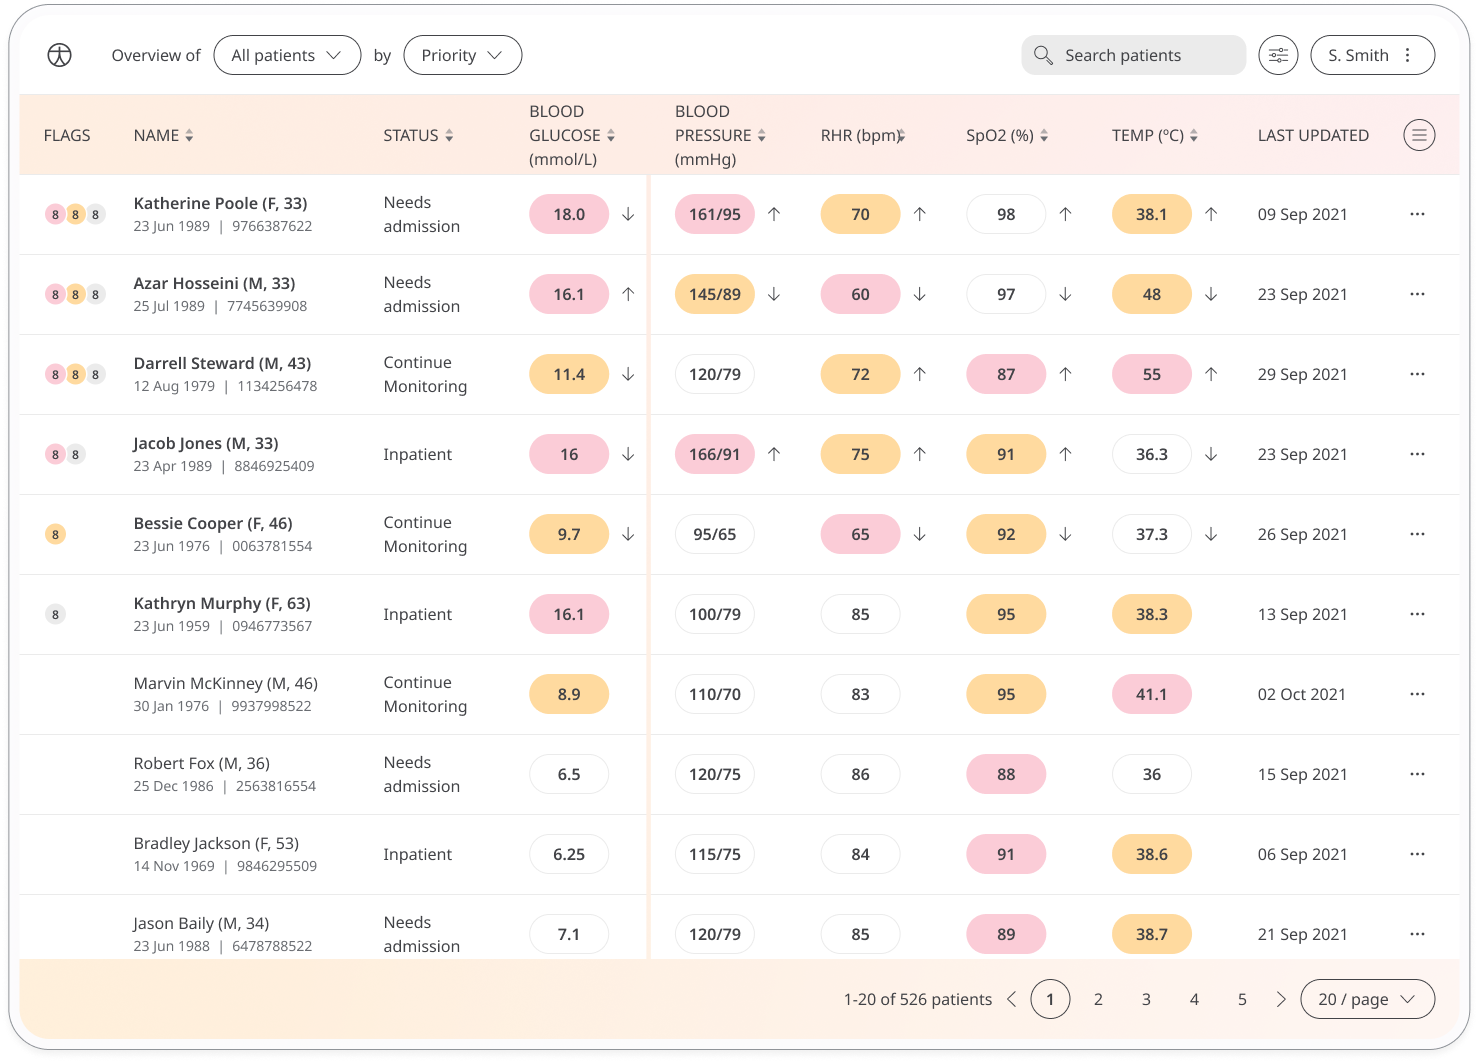 Overview of All patients by Priority Search patients S. Smith
FLAGS NAME STATUS BLOOD GLUCOSE (mmol/L) BLOOD PRESSURE (mmHg) RHR (bpm) SpO2 (%) TEMP (ºC) LAST UPDATED
8 8 8 Katherine Poole (F, 33) Needs admission 18.0 161/95 70 98 38.1 09 Sep 2021
23 Jun 1989 | 9766387622
8 8 8 Azar Hosseini (M, 33) Needs admission 16.1 145/89 60 97 48 23 Sep 2021
25 Jul 1989 | 7745639908
8 8 8 Darrell Steward (M, 43) Continue Monitoring 11.4 120/79 72 87 55 29 Sep 2021
12 Aug 1979 | 1134256478
8 8 Jacob Jones (M, 33) Inpatient 16 166/91 75 91 36.3 23 Sep 2021
23 Apr 1989 | 8846925409
8 Bessie Cooper (F, 46) Continue Monitoring 9.7 95/65 65 92 37.3 26 Sep 2021
23 Jun 1976 | 0063781554
8 Kathryn Murphy (F, 63) Inpatient 16.1 100/79 85 95 38.3 13 Sep 2021
23 Jun 1959 | 0946773567
Marvin McKinney (M, 46) Continue Monitoring 8.9 110/70 83 95 41.1 02 Oct 2021
30 Jan 1976 | 9937998522
Robert Fox (M, 36) Needs admission 6.5 120/75 86 88 36 15 Sep 2021
25 Dec 1986 | 2563816554
Bradley Jackson (F, 53) Inpatient 6.25 115/75 84 91 38.6 06 Sep 2021
14 Nov 1969 | 9846295509
Jason Baily (M, 34) Needs admission 7.1 120/79 85 89 38.7 21 Sep 2021
23 Jun 1988 | 6478788522
1-20 of 526 patients 1 2 3 4 5 20 / page